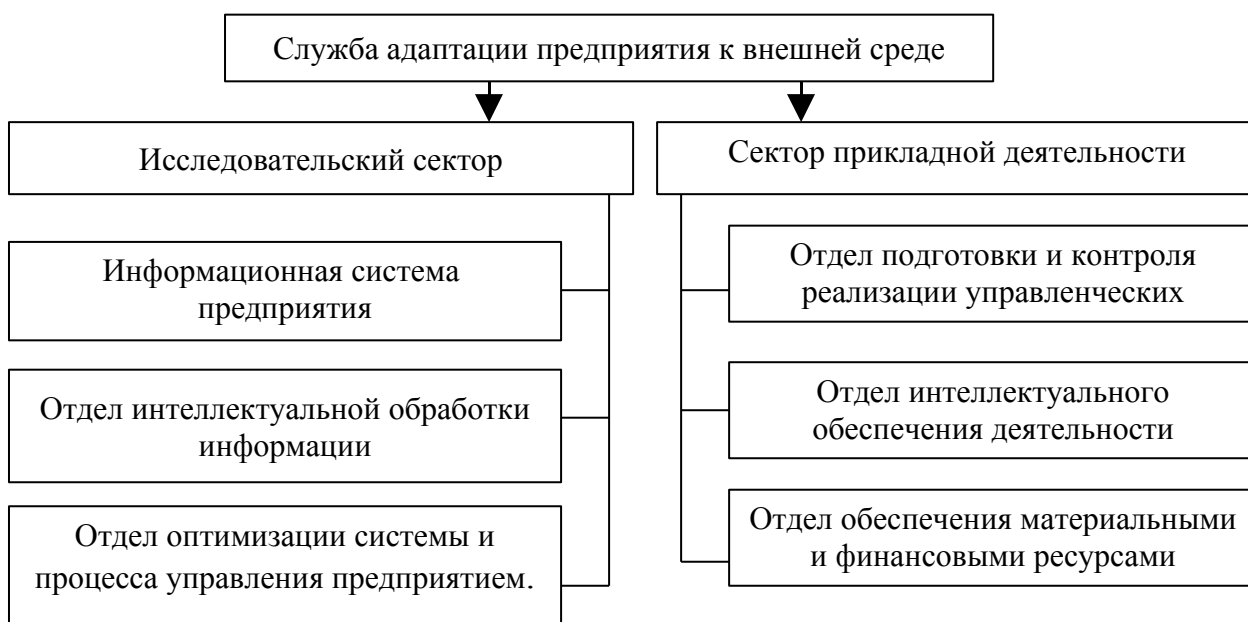 Служба адаптации предприятия к внешней среде
Исследовательский сектор
Информационная система
предприятия
Отдел интеллектуальной обработки
информации
Отдел оптимизации системы и
процесса управления предприятием.
Сектор прикладной деятельности
Отдел подготовки и контроля
реализации управленческих
Отдел интеллектуального
обеспечения деятельности
Отдел обеспечения материальными
и финансовыми ресурсами